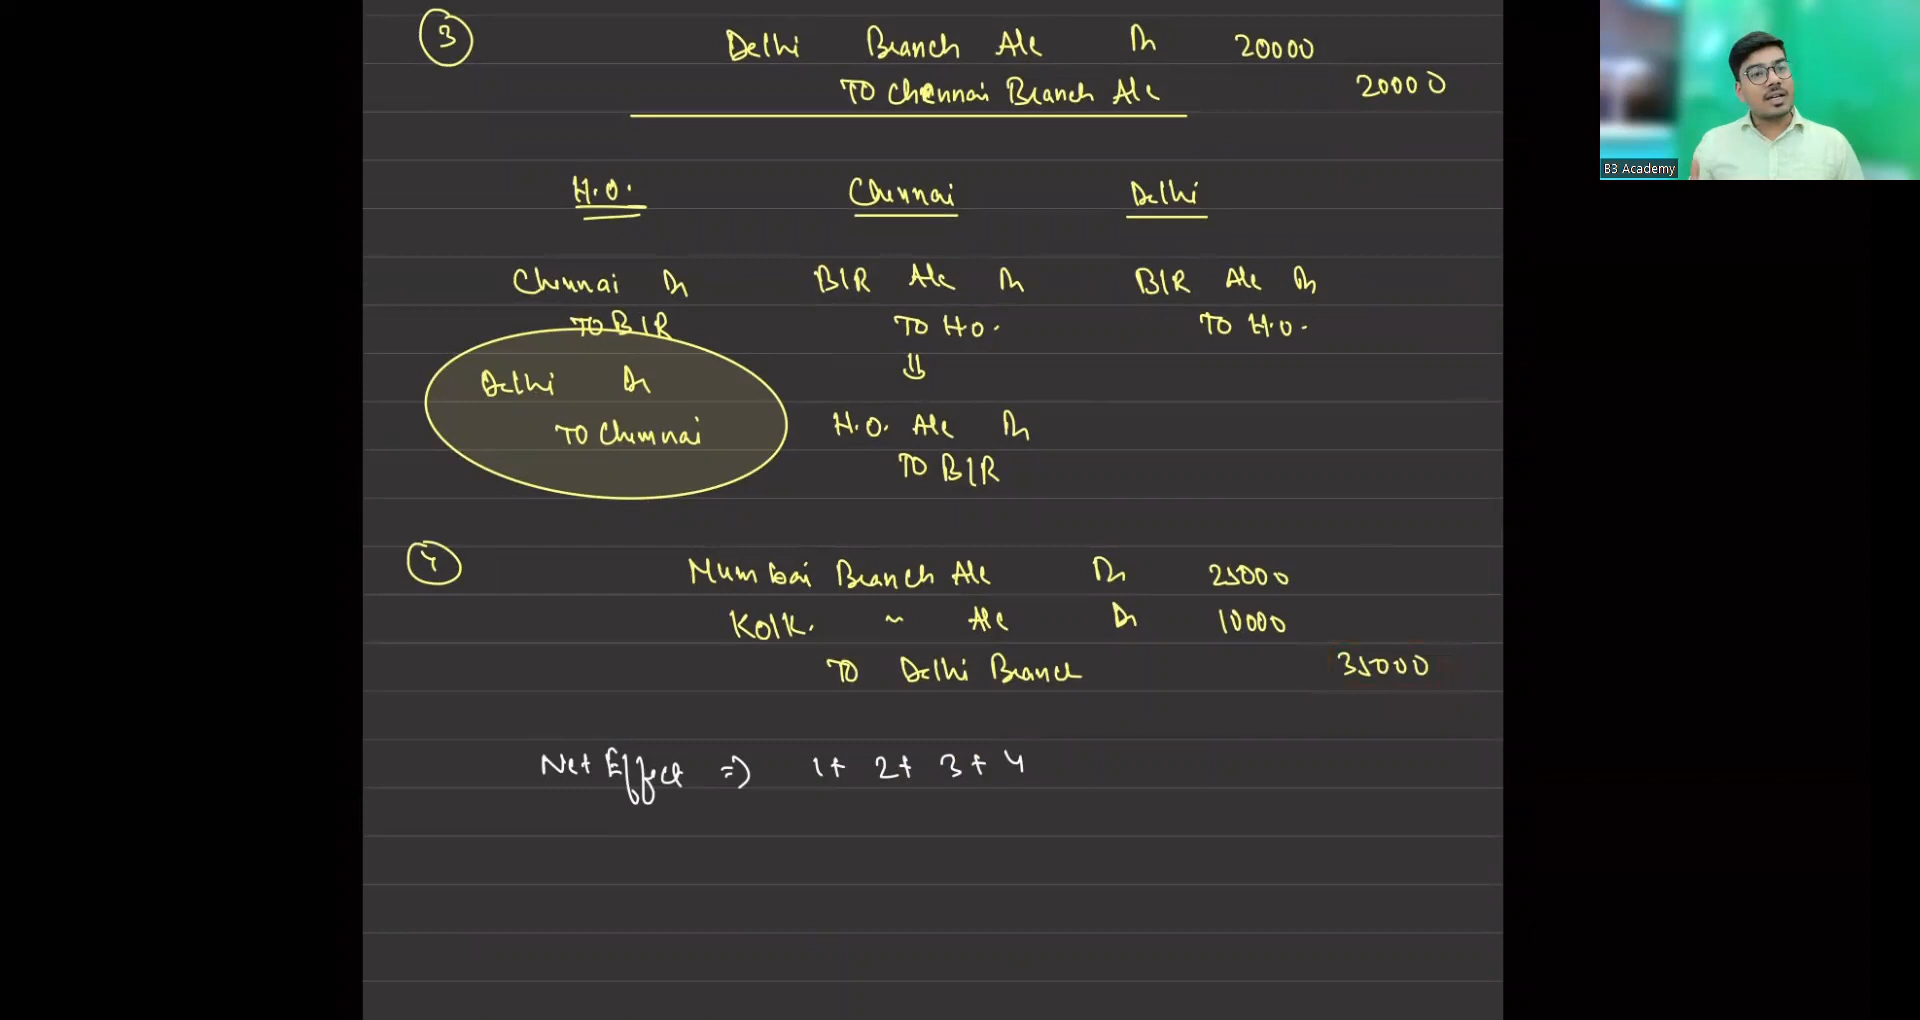 3
Delhi Branch A/c Dr 20000
To Chennai Branch A/c 20000
H.O. Chennai Delhi
Chennai Dr B/R A/c Dr B/R A/c Dr
To B/R To H.O. To H.O.
Delhi Dr
To Chennai
H.O. A/c Dr
To B/R
4
Mumbai Branch A/c Dr 25000
Kolk. ~ A/c Dr 10000
To Delhi Branch 35000
Net Effect => 1+ 2+ 3+ 4
B3 Academy